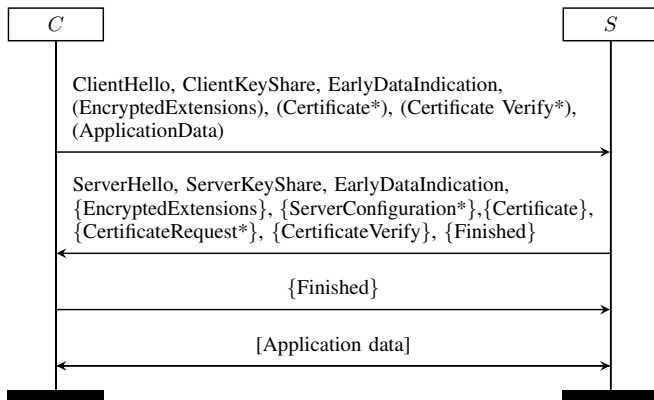 C
S
ClientHello, ClientKeyShare, EarlyDataIndication,
(EncryptedExtensions), (Certificate*), (Certificate Verify*),
(ApplicationData)
ServerHello, ServerKeyShare, EarlyDataIndication,
{EncryptedExtensions}, {ServerConfiguration*},{Certificate},
{CertificateRequest*}, {CertificateVerify}, {Finished}
{Finished}
[Application data]